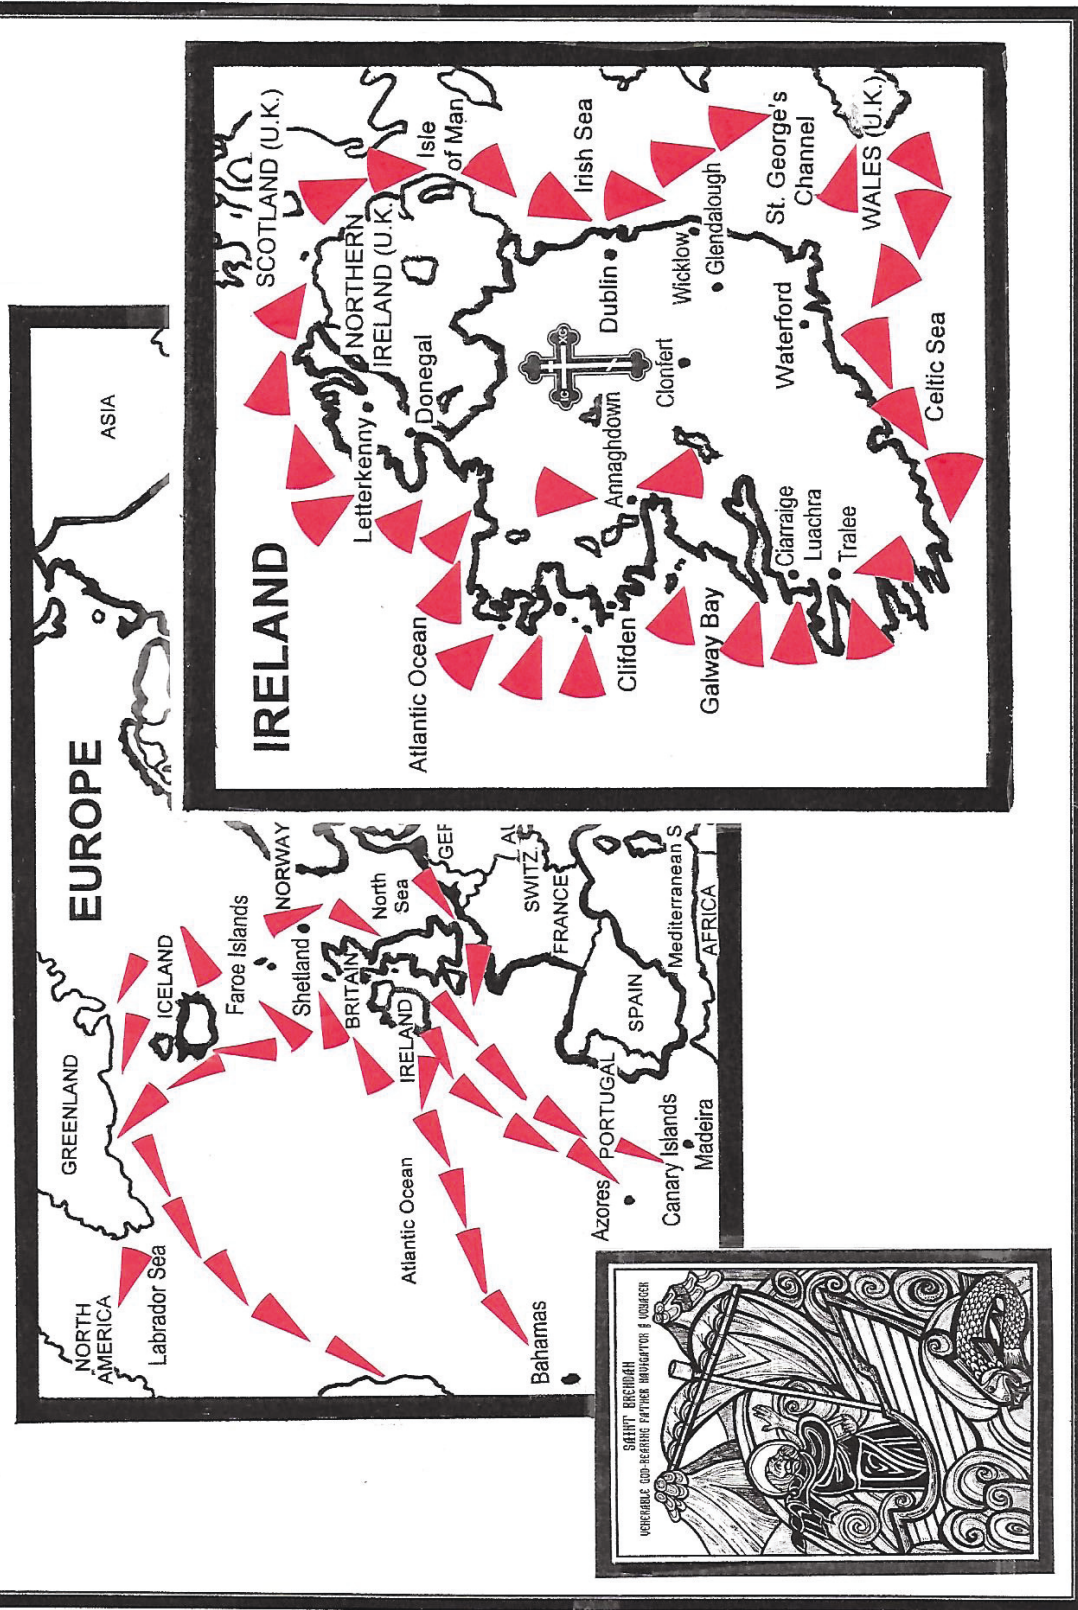 EUROPE
ASIA
GREENLAND
ICELAND
NORTH
AMERICA
Labrador Sea
Faroe Islands
NORWAY
Shetland
BRITAIN
North
Sea
IRELAND
Atlantic Ocean
GER
SWITZ.
AU
FRANCE
SPAIN
PORTUGAL
Mediterranean S
AFRICA
Azores
Canary Islands
Madeira
Bahamas
IRELAND
SCOTLAND (U.K.)
NORTHERN
IRELAND (U.K.)
Isle
of Man
Irish Sea
St. George's
Channel
WALES (U.K.)
Letterkenny
Donegal
Atlantic Ocean
Dublin
Wicklow
Glendalough
Clonfert
Annaghdown
Waterford
Celtic Sea
Clifden
Galway Bay
Ciarraige
Luachra
Tralee
IC XC
SAINT BRENDAN
VENERABLE GOD-BEARING FATHER NAVIGATOR & VOYAGER